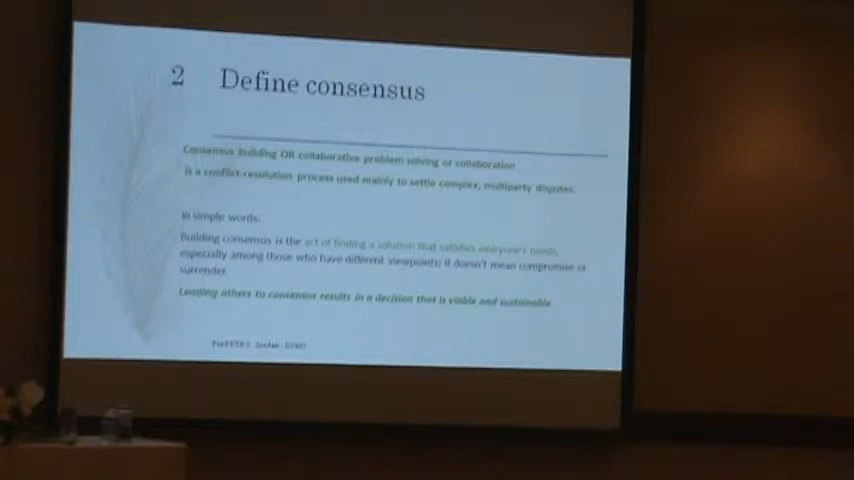 2 Define consensus
Consensus building OR collaborative problem solving or collaboration
is a conflict-resolution process used mainly to settle complex, multiparty disputes.
In simple words:
Building consensus is the act of finding a solution that satisfies everyone's needs,
especially among those who have different viewpoints; it doesn't mean compromise or
surrender.
Leading others to consensus results in a decision that is viable and sustainable
Jordan